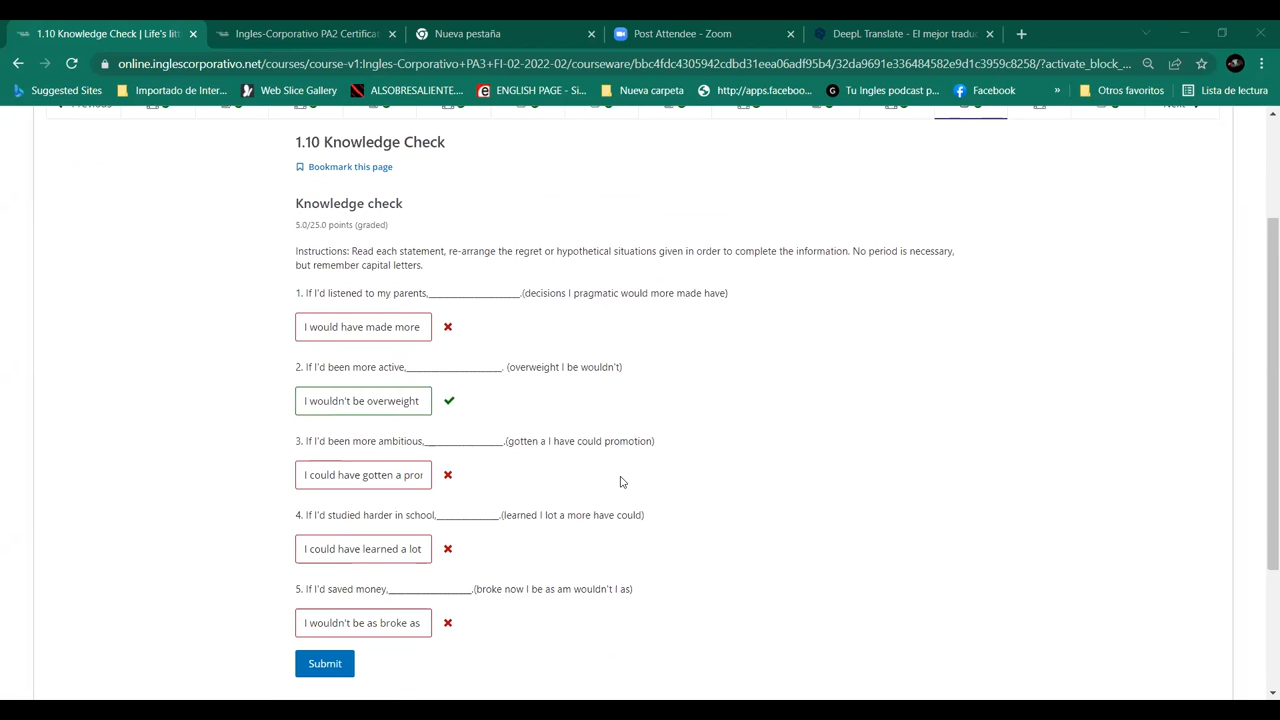 1.10 Knowledge Check | Life's litt
Ingles-Corporativo PA2 Certificat
Nueva pestaña
Post Attendee - Zoom
DeepL Translate - El mejor traduc
online.inglescorporativo.net/courses/course-v1:Ingles-Corporativo+PA3+FI-02-2022-02/courseware/bbc4fdc4305942cdbd31eea06adf95b4/32da9691e336484582e9d1c3959c8258/?activate_block_...
Suggested Sites
Importado de Inter...
Web Slice Gallery
ALSOBRESALIENTE....
ENGLISH PAGE - Si...
Nueva carpeta
http://apps.faceboo...
Tu Ingles podcast p...
Facebook
»
Otros favoritos
Lista de lectura
1.10 Knowledge Check
Bookmark this page
Knowledge check
5.0/25.0 points (graded)
Instructions: Read each statement, re-arrange the regret or hypothetical situations given in order to complete the information. No period is necessary,
but remember capital letters.
1. If I'd listened to my parents,____________________.(decisions I pragmatic would more made have)
I would have made more
2. If I'd been more active,_____________________. (overweight I be wouldn't)
I wouldn't be overweight
3. If I'd been more ambitious,_________________.(gotten a I have could promotion)
I could have gotten a pro
4. If I'd studied harder in school,_____________.(learned I lot a more have could)
I could have learned a lot
5. If I'd saved money,__________________.(broke now I be as am wouldn't I as)
I wouldn't be as broke as
Submit